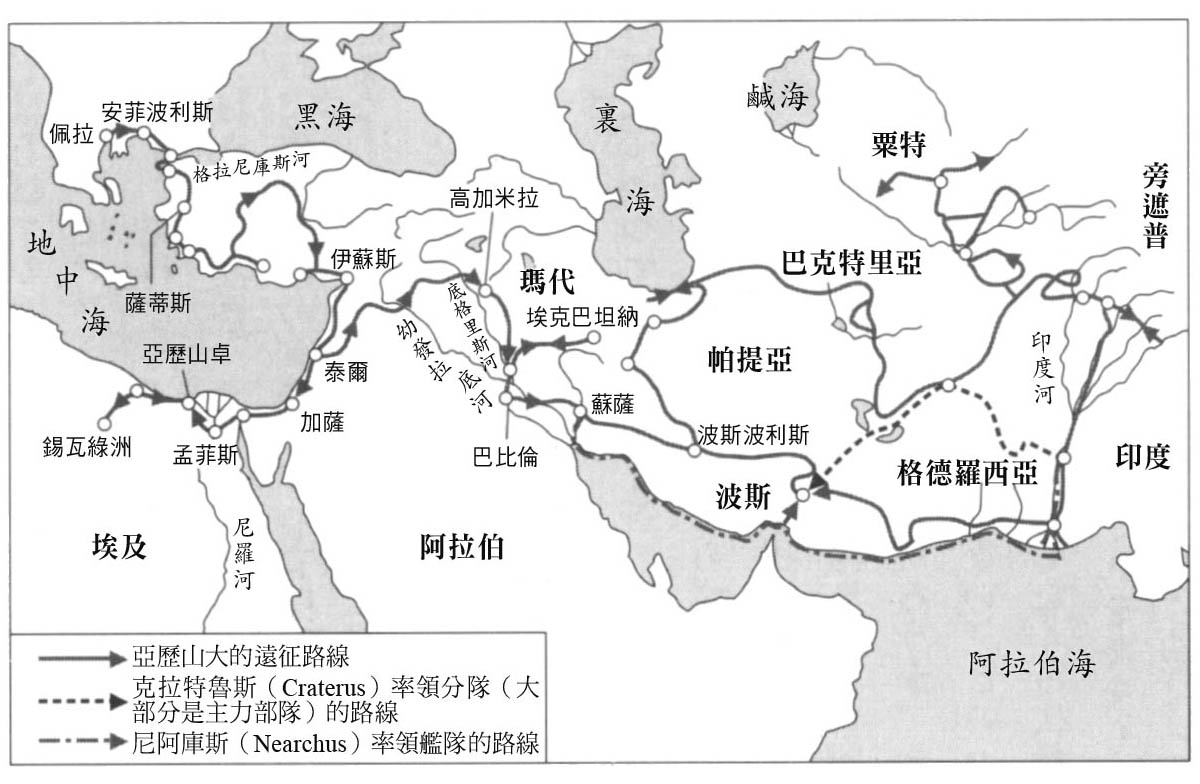 安菲波利斯
佩拉
黑海
格拉尼庫斯河
裏海
鹹海
粟特
旁遮普
高加米拉
地中海
伊蘇斯
瑪代
巴克特里亞
薩蒂斯
底格里斯河
埃克巴坦納
幼發拉底河
亞歷山卓
泰爾
帕提亞
印度河
加薩
蘇薩
錫瓦綠洲
孟菲斯
巴比倫
波斯波利斯
波斯
格德羅西亞
印度
埃及
尼羅河
阿拉伯
阿拉伯海
亞歷山大的遠征路線
克拉特魯斯（Craterus）率領分隊（大
部分是主力部隊）的路線
尼阿庫斯（Nearchus）率領艦隊的路線